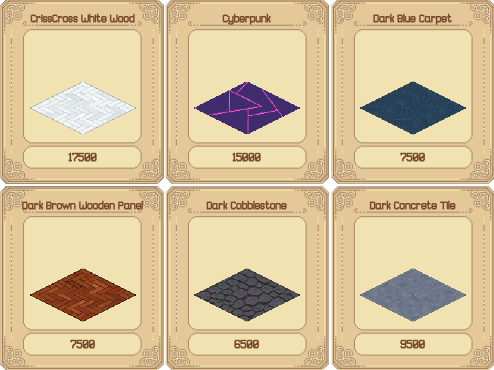 CrissCross White Wood
Cyberpunk
Dark Blue Carpet
17500
15000
7500
Dark Brown Wooden Panel
Dark Cobblestone
Dark Concrete Tile
7500
6500
9500